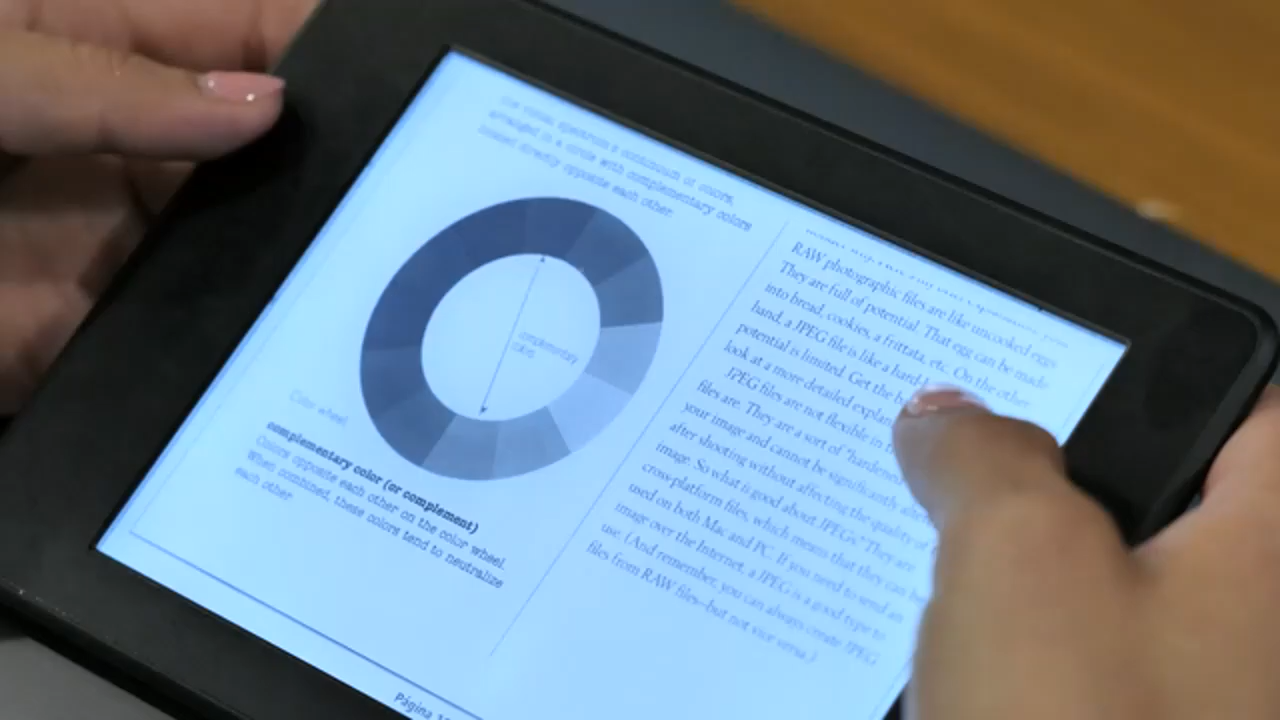 the visual spectrum's continuum of colors,
arranged in a circle with complementary colors
located directly opposite each other.
complementary
colors
Color wheel
complementary color (or complement)
Colors opposite each other on the color wheel.
When combined, these colors tend to neutralize
each other.
Página
RAW photographic files are like uncooked eggs.
They are full of potential. That egg can be made
into bread, cookies, a frittata, etc. On the other
hand, a JPEG file is like a hard-
potential is limited. Get the
look at a more detailed
JPEG files are not flexible in
files are. They are a sort of "hardened
your image and cannot be significantly
after shooting without affecting the quality of
image. So what is good about JPEGs? They are
cross-platform files, which means that they can be
used on both Mac and PC. If you need to send an
image over the Internet, a JPEG is a good type to
use. (And remember, you can always create JPEG
files from RAW files–but not vice versa.)